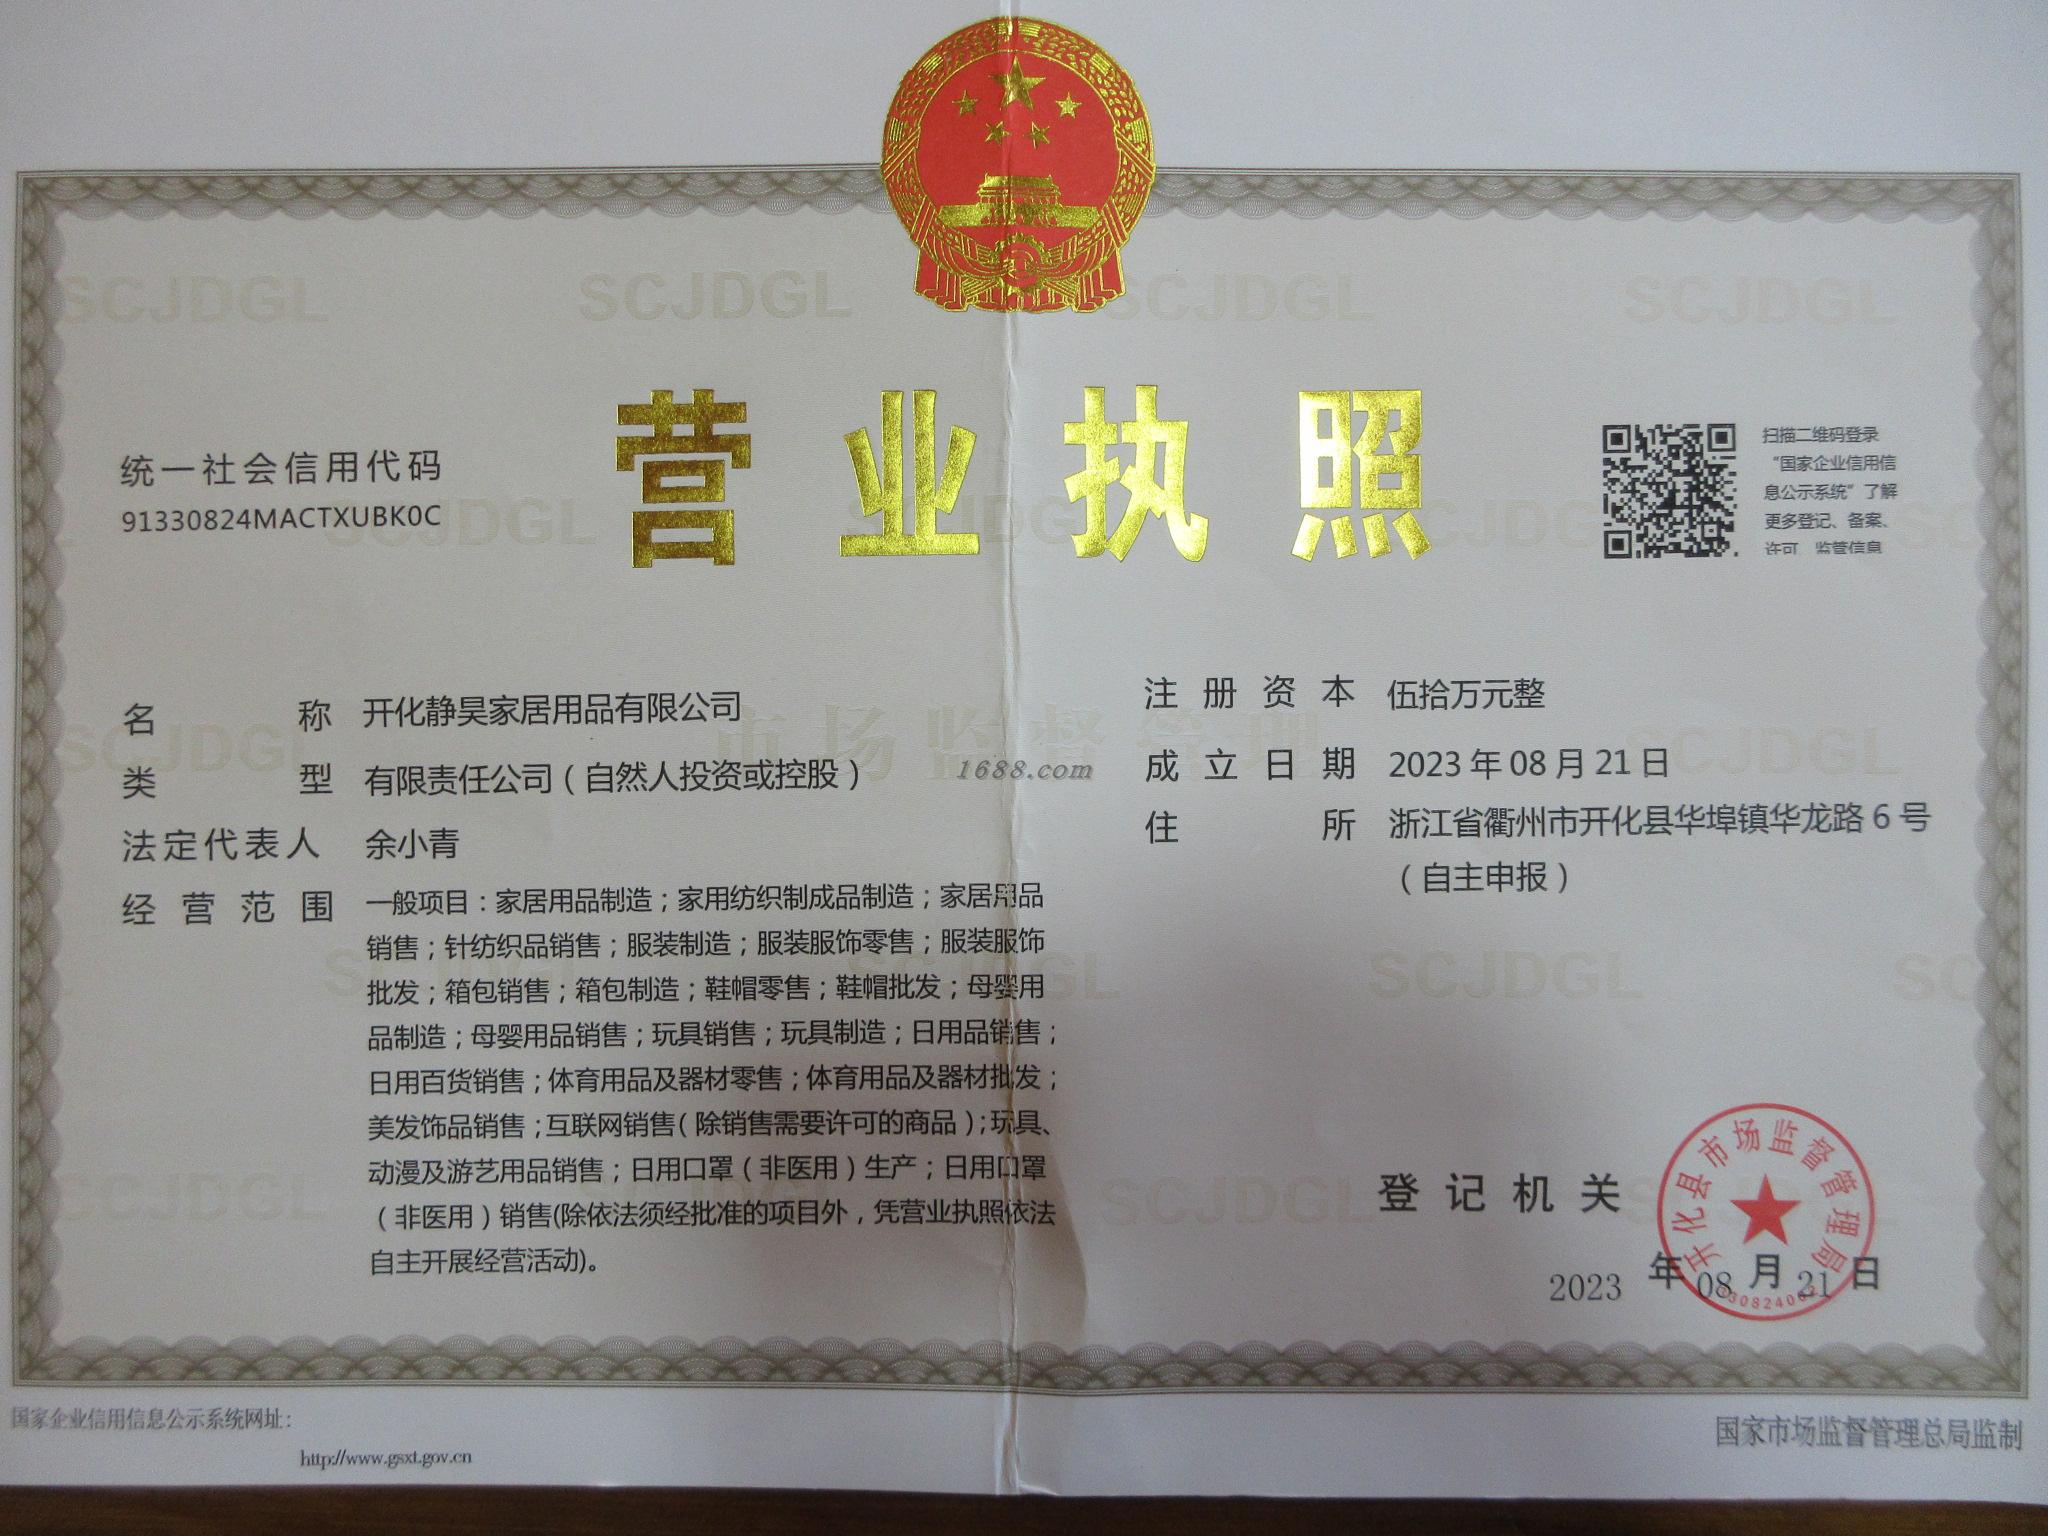 营业执照
统一社会信用代码
91330824MACTXUBK0C
扫描二维码登录
“国家企业信用信
息公示系统”了解
更多登记、备案、
许可、监管信息
名称 开化静昊家居用品有限公司
类型 有限责任公司（自然人投资或控股）
法定代表人 余小青
经营范围 一般项目：家居用品制造；家用纺织制成品制造；家居用品
销售；针纺织品销售；服装制造；服装服饰零售；服装服饰
批发；箱包销售；箱包制造；鞋帽零售；鞋帽批发；母婴用
品制造；母婴用品销售；玩具销售；玩具制造；日用品销售；
日用百货销售；体育用品及器材零售；体育用品及器材批发；
美发饰品销售；互联网销售（除销售需要许可的商品）；玩具、
动漫及游艺用品销售；日用口罩（非医用）生产；日用口罩
（非医用）销售(除依法须经批准的项目外，凭营业执照依法
自主开展经营活动)。
注册资本 伍拾万元整
成立日期 2023年08月21日
住所 浙江省衢州市开化县华埠镇华龙路6号
（自主申报）
市场监督管理
1688.com
SCJDGL
登记机关
开化县市场监督管理局
2023年08月21日
国家企业信用信息公示系统网址：
http://www.gsxt.gov.cn
国家市场监督管理总局监制